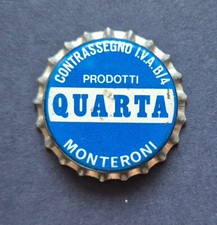 CONTRASSEGNO I.V.A.B/4
PRODOTTI
QUARTA
MONTERONI